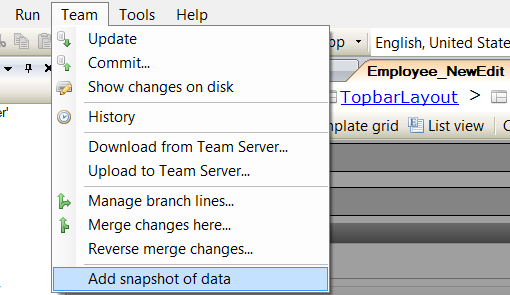 Run Team Tools Help
Update
Commit...
Show changes on disk
History
Download from Team Server...
Upload to Team Server...
Manage branch lines...
Merge changes here...
Reverse merge changes...
Add snapshot of data
English, United State
Employee_NewEdit
TopbarLayout >
plate grid List view C